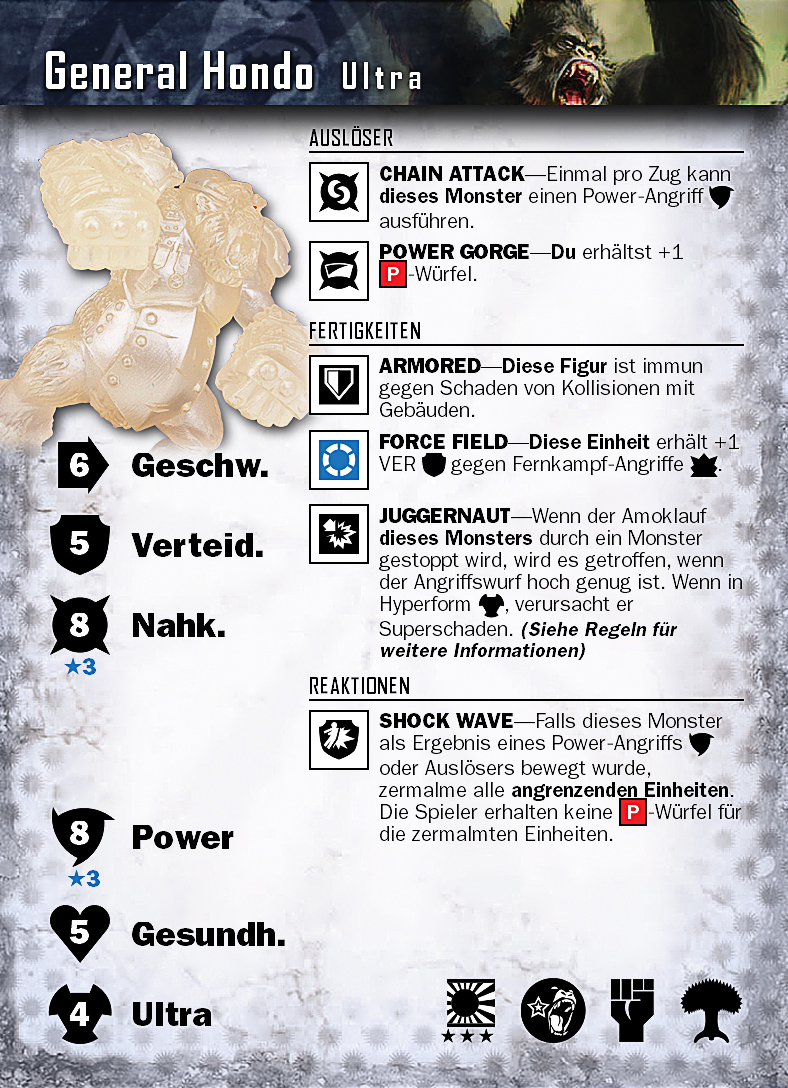 General Hondo Ultra
AUSLÖSER
CHAIN ATTACK—Einmal pro Zug kann
dieses Monster einen Power-Angriff
ausführen.
POWER GORGE—Du erhältst +1
P-Würfel.
FERTIGKEITEN
ARMORED—Diese Figur ist immun
gegen Schaden von Kollisionen mit
Gebäuden.
FORCE FIELD—Diese Einheit erhält +1
VER gegen Fernkampf-Angriffe .
JUGGERNAUT—Wenn der Amoklauf
dieses Monsters durch ein Monster
gestoppt wird, wird es getroffen, wenn
der Angriffswurf hoch genug ist. Wenn in
Hyperform , verursacht er
Superschaden. (Siehe Regeln für
weitere Informationen)
REAKTIONEN
SHOCK WAVE—Falls dieses Monster
als Ergebnis eines Power-Angriffs
oder Auslösers bewegt wurde,
zermalme alle angrenzenden Einheiten.
Die Spieler erhalten keine P-Würfel für
die zermalmten Einheiten.
6 Geschw.
5 Verteid.
8 Nahk.
★3
8 Power
★3
5 Gesundh.
4 Ultra
★★★